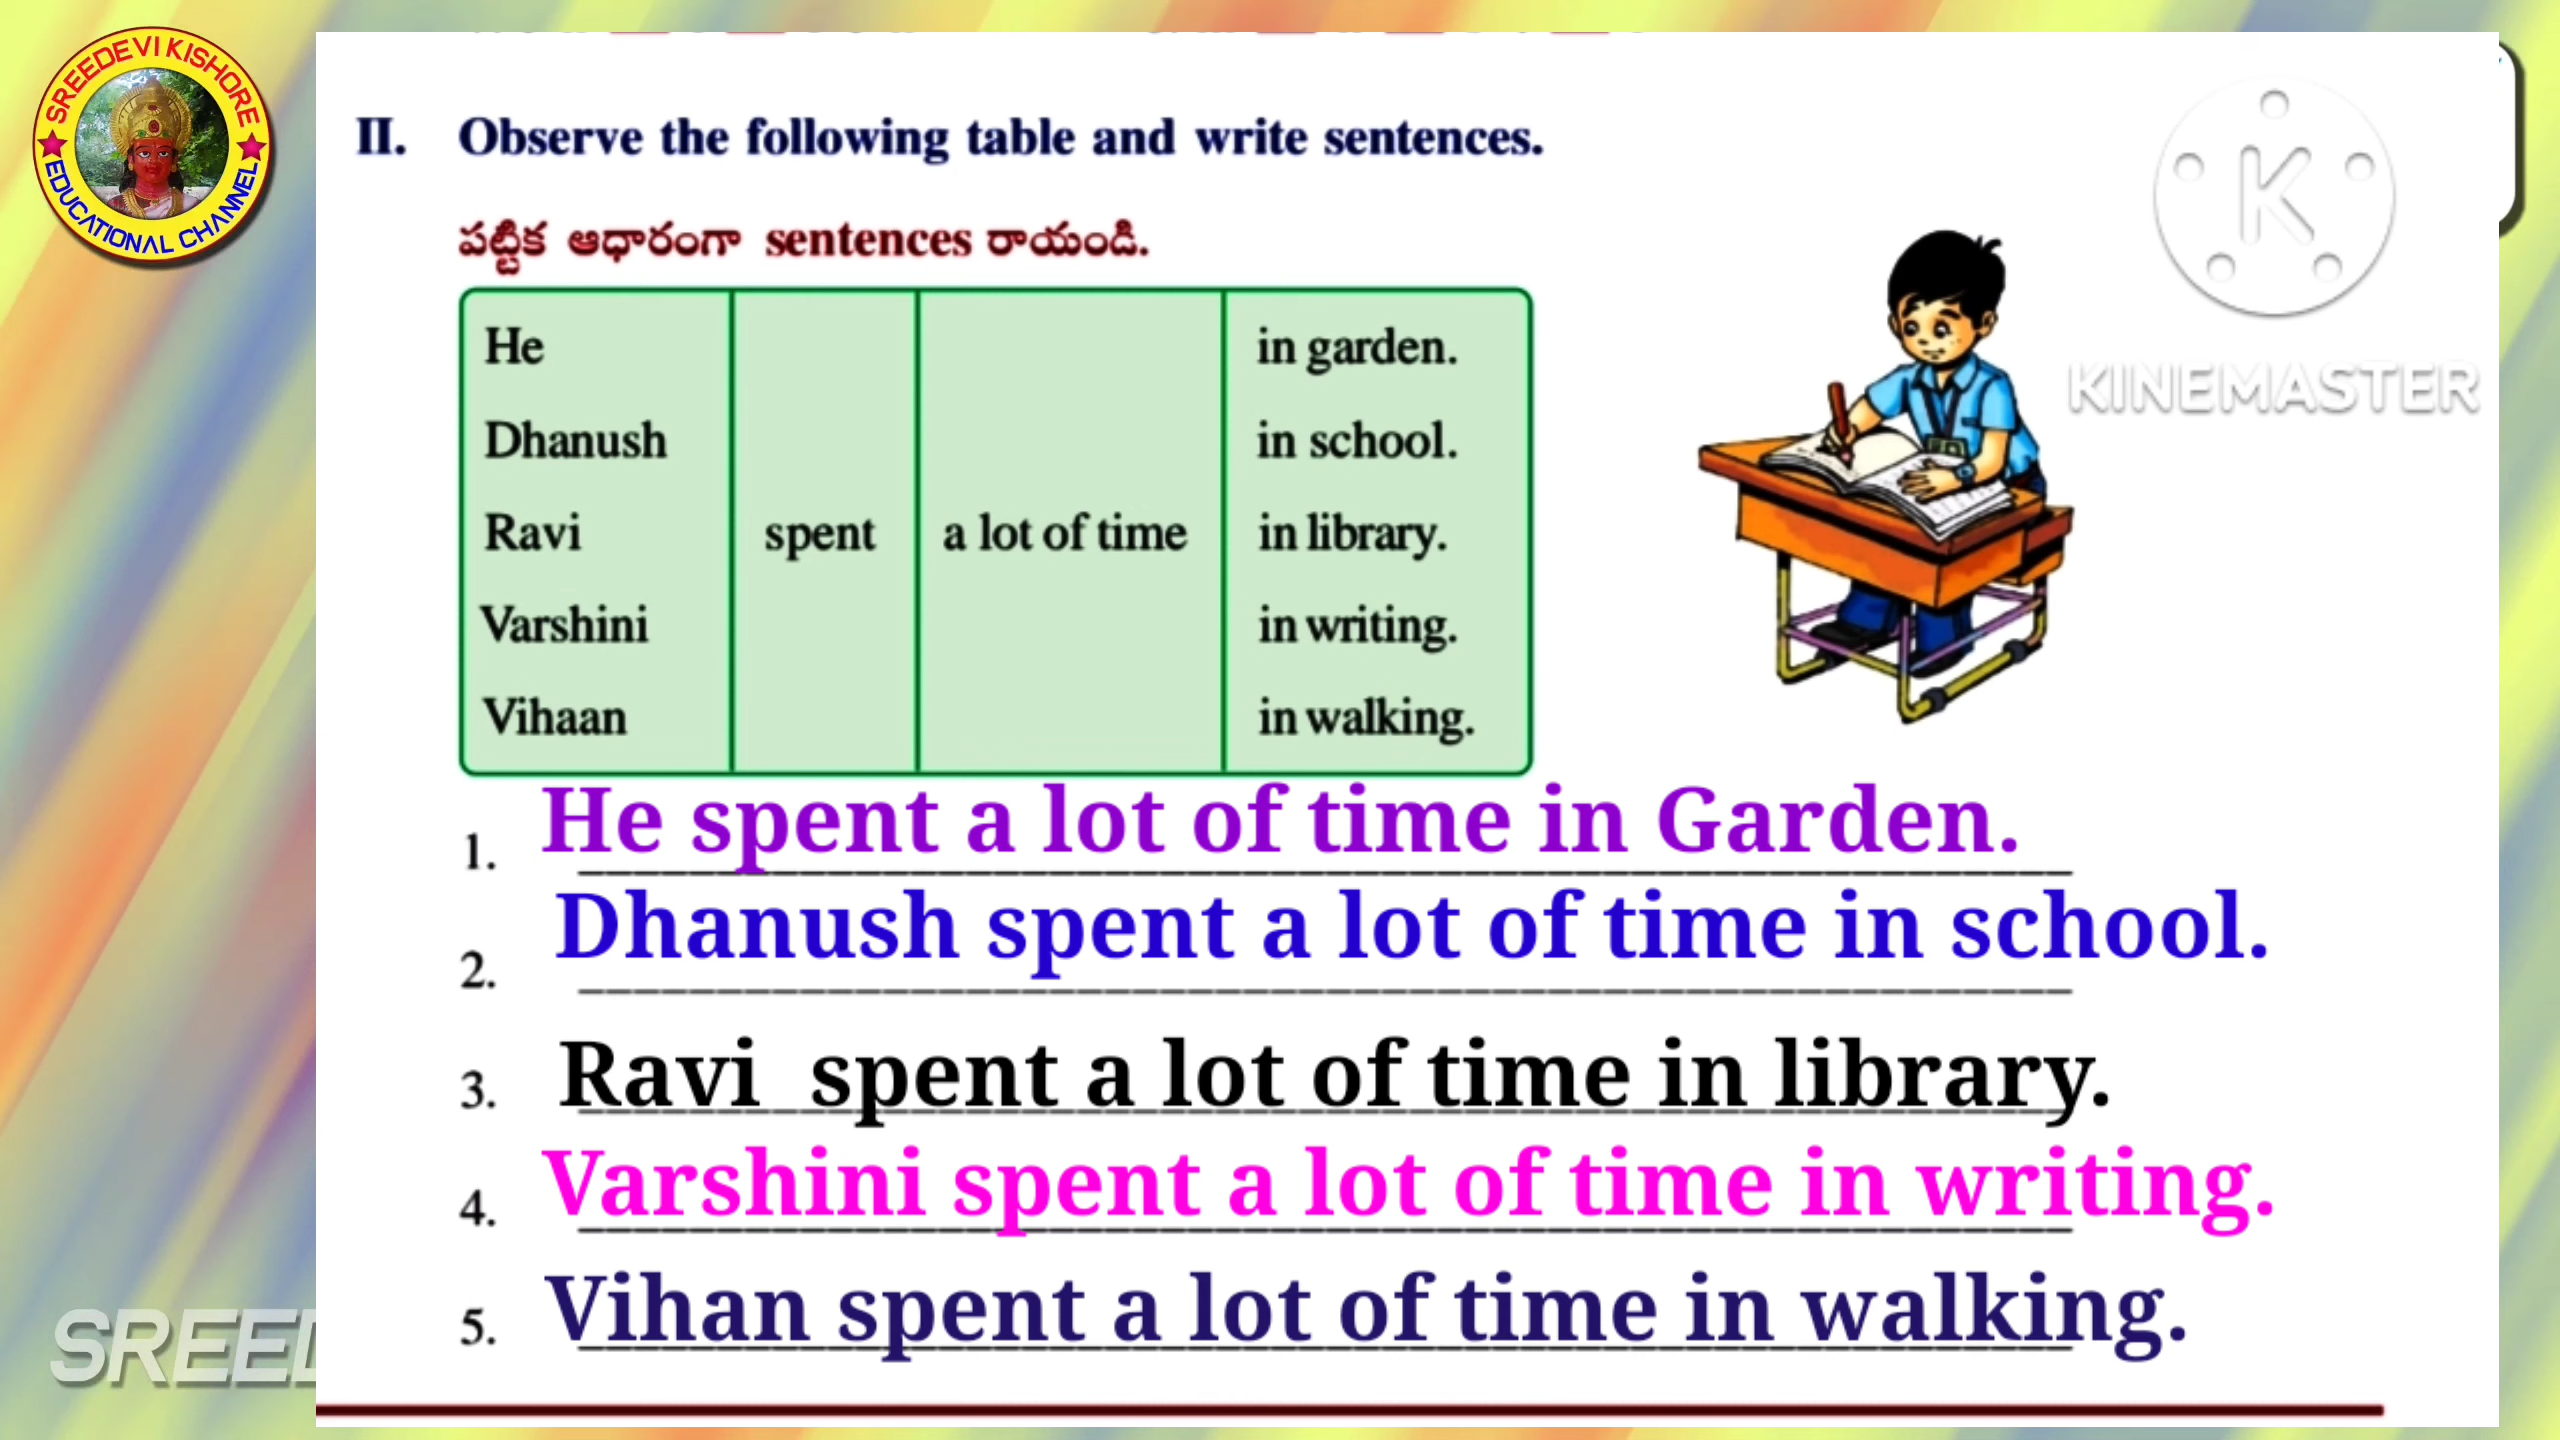 SREEDEVI KISHORE
EDUCATIONAL CHANNEL
II. Observe the following table and write sentences.
పట్టిక ఆధారంగా sentences రాయండి.
K
KINEMASTER
He in garden.
Dhanush in school.
Ravi spent a lot of time in library.
Varshini in writing.
Vihaan in walking.
1. He spent a lot of time in Garden.
2. Dhanush spent a lot of time in school.
3. Ravi spent a lot of time in library.
4. Varshini spent a lot of time in writing.
5. Vihan spent a lot of time in walking.